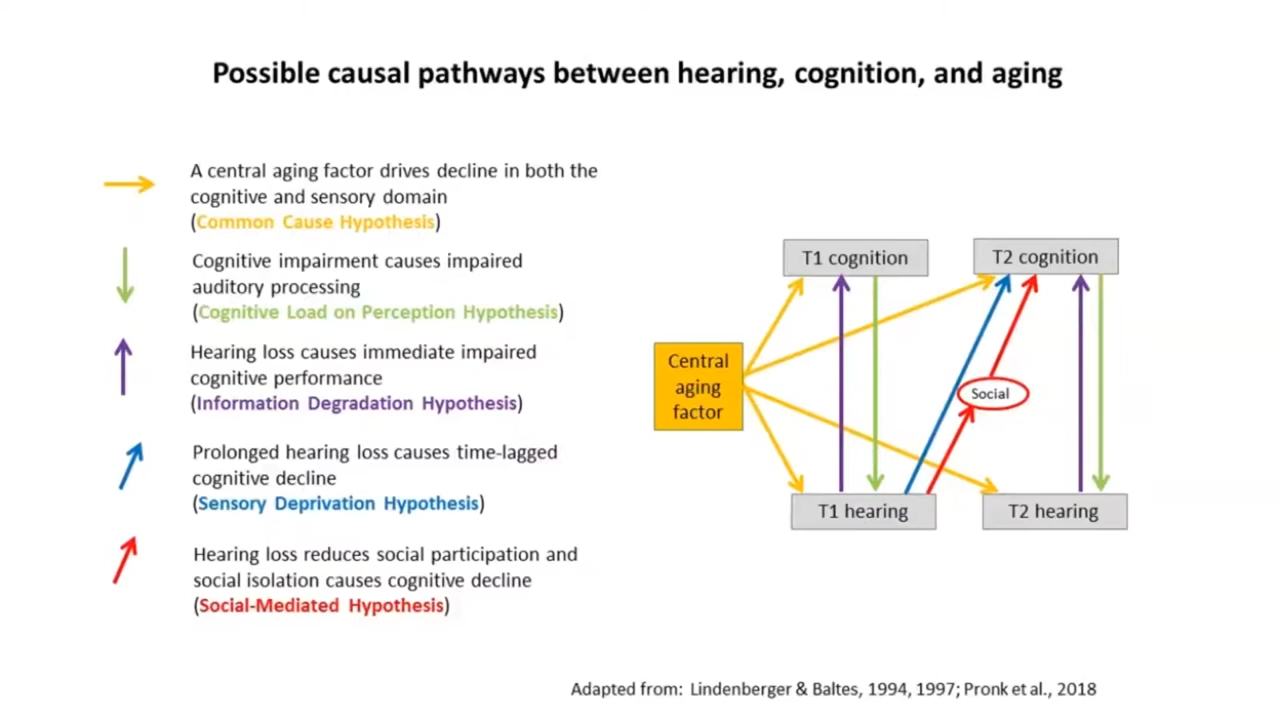 Possible causal pathways between hearing, cognition, and aging
A central aging factor drives decline in both the
cognitive and sensory domain
(Common Cause Hypothesis)
Cognitive impairment causes impaired
auditory processing
(Cognitive Load on Perception Hypothesis)
Hearing loss causes immediate impaired
cognitive performance
(Information Degradation Hypothesis)
Prolonged hearing loss causes time-lagged
cognitive decline
(Sensory Deprivation Hypothesis)
Hearing loss reduces social participation and
social isolation causes cognitive decline
(Social-Mediated Hypothesis)
T1 cognition
T2 cognition
Central
aging
factor
Social
T1 hearing
T2 hearing
Adapted from: Lindenberger & Baltes, 1994, 1997; Pronk et al., 2018